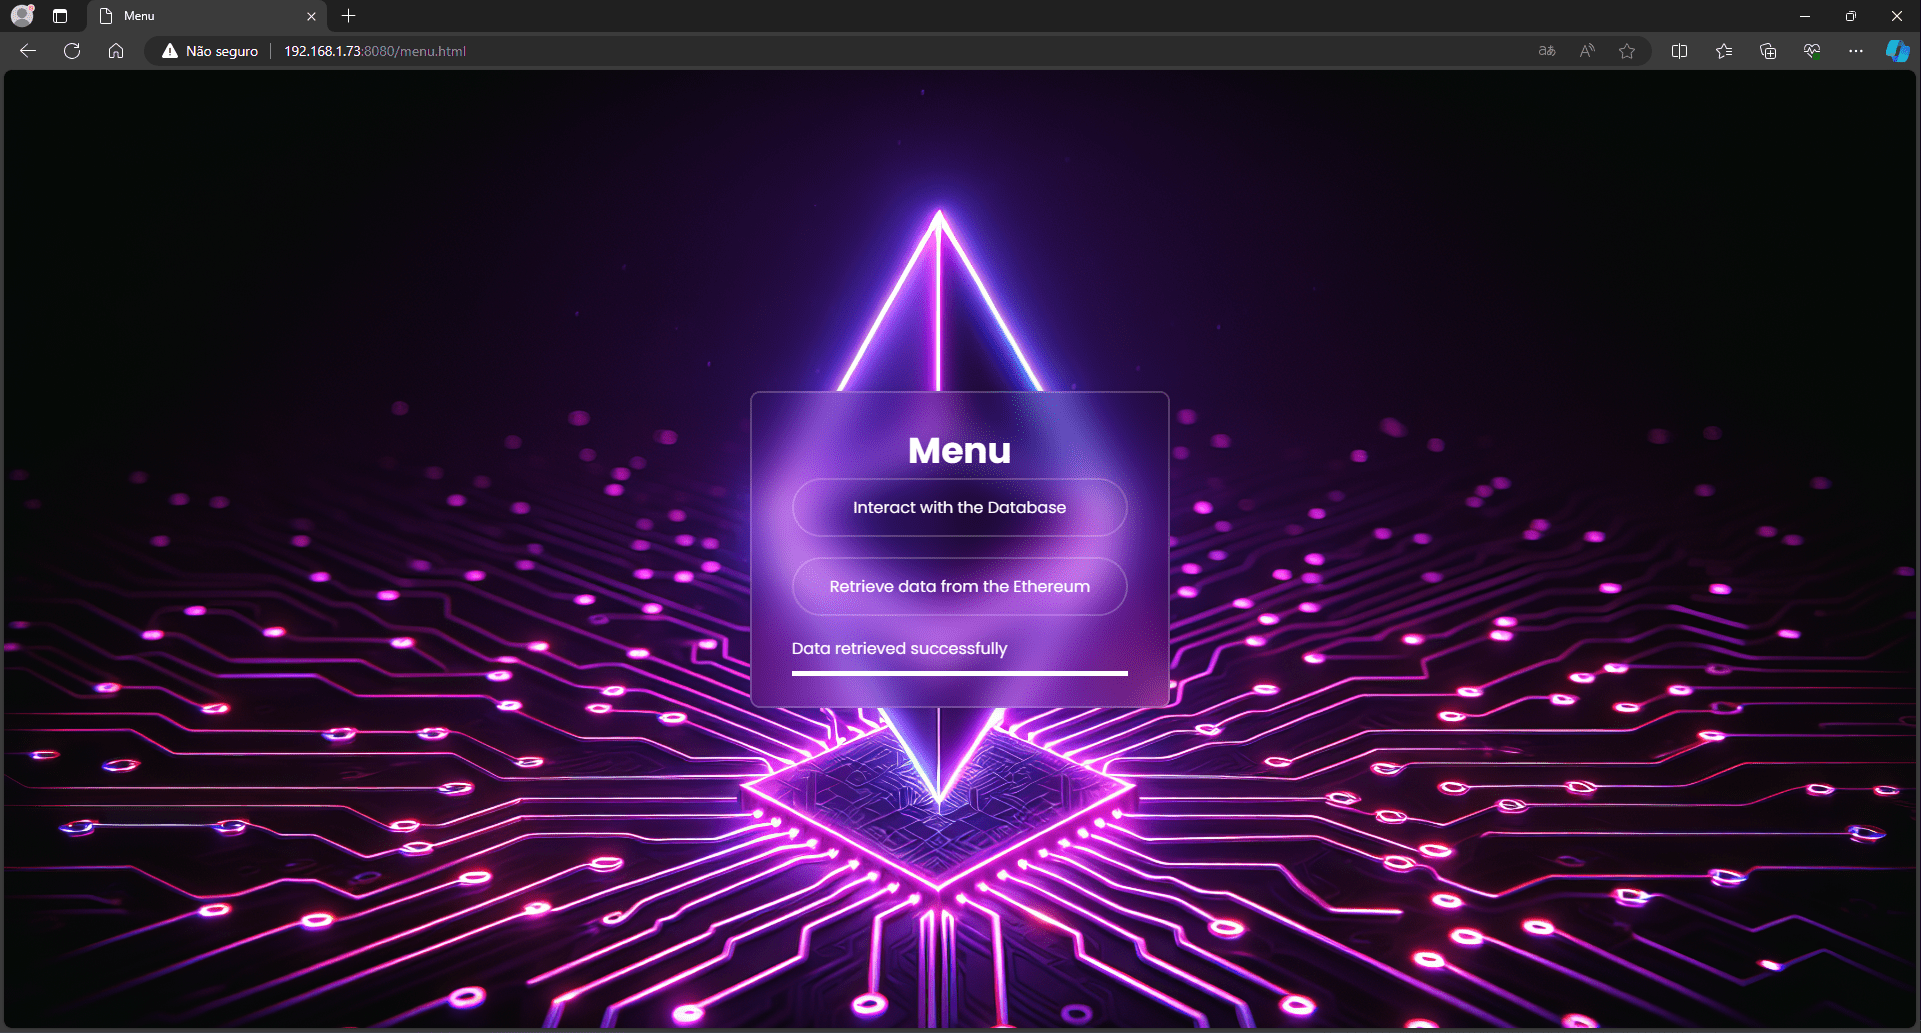 Menu
Não seguro
192.168.1.73:8080/menu.html
Menu
Interact with the Database
Retrieve data from the Ethereum
Data retrieved successfully